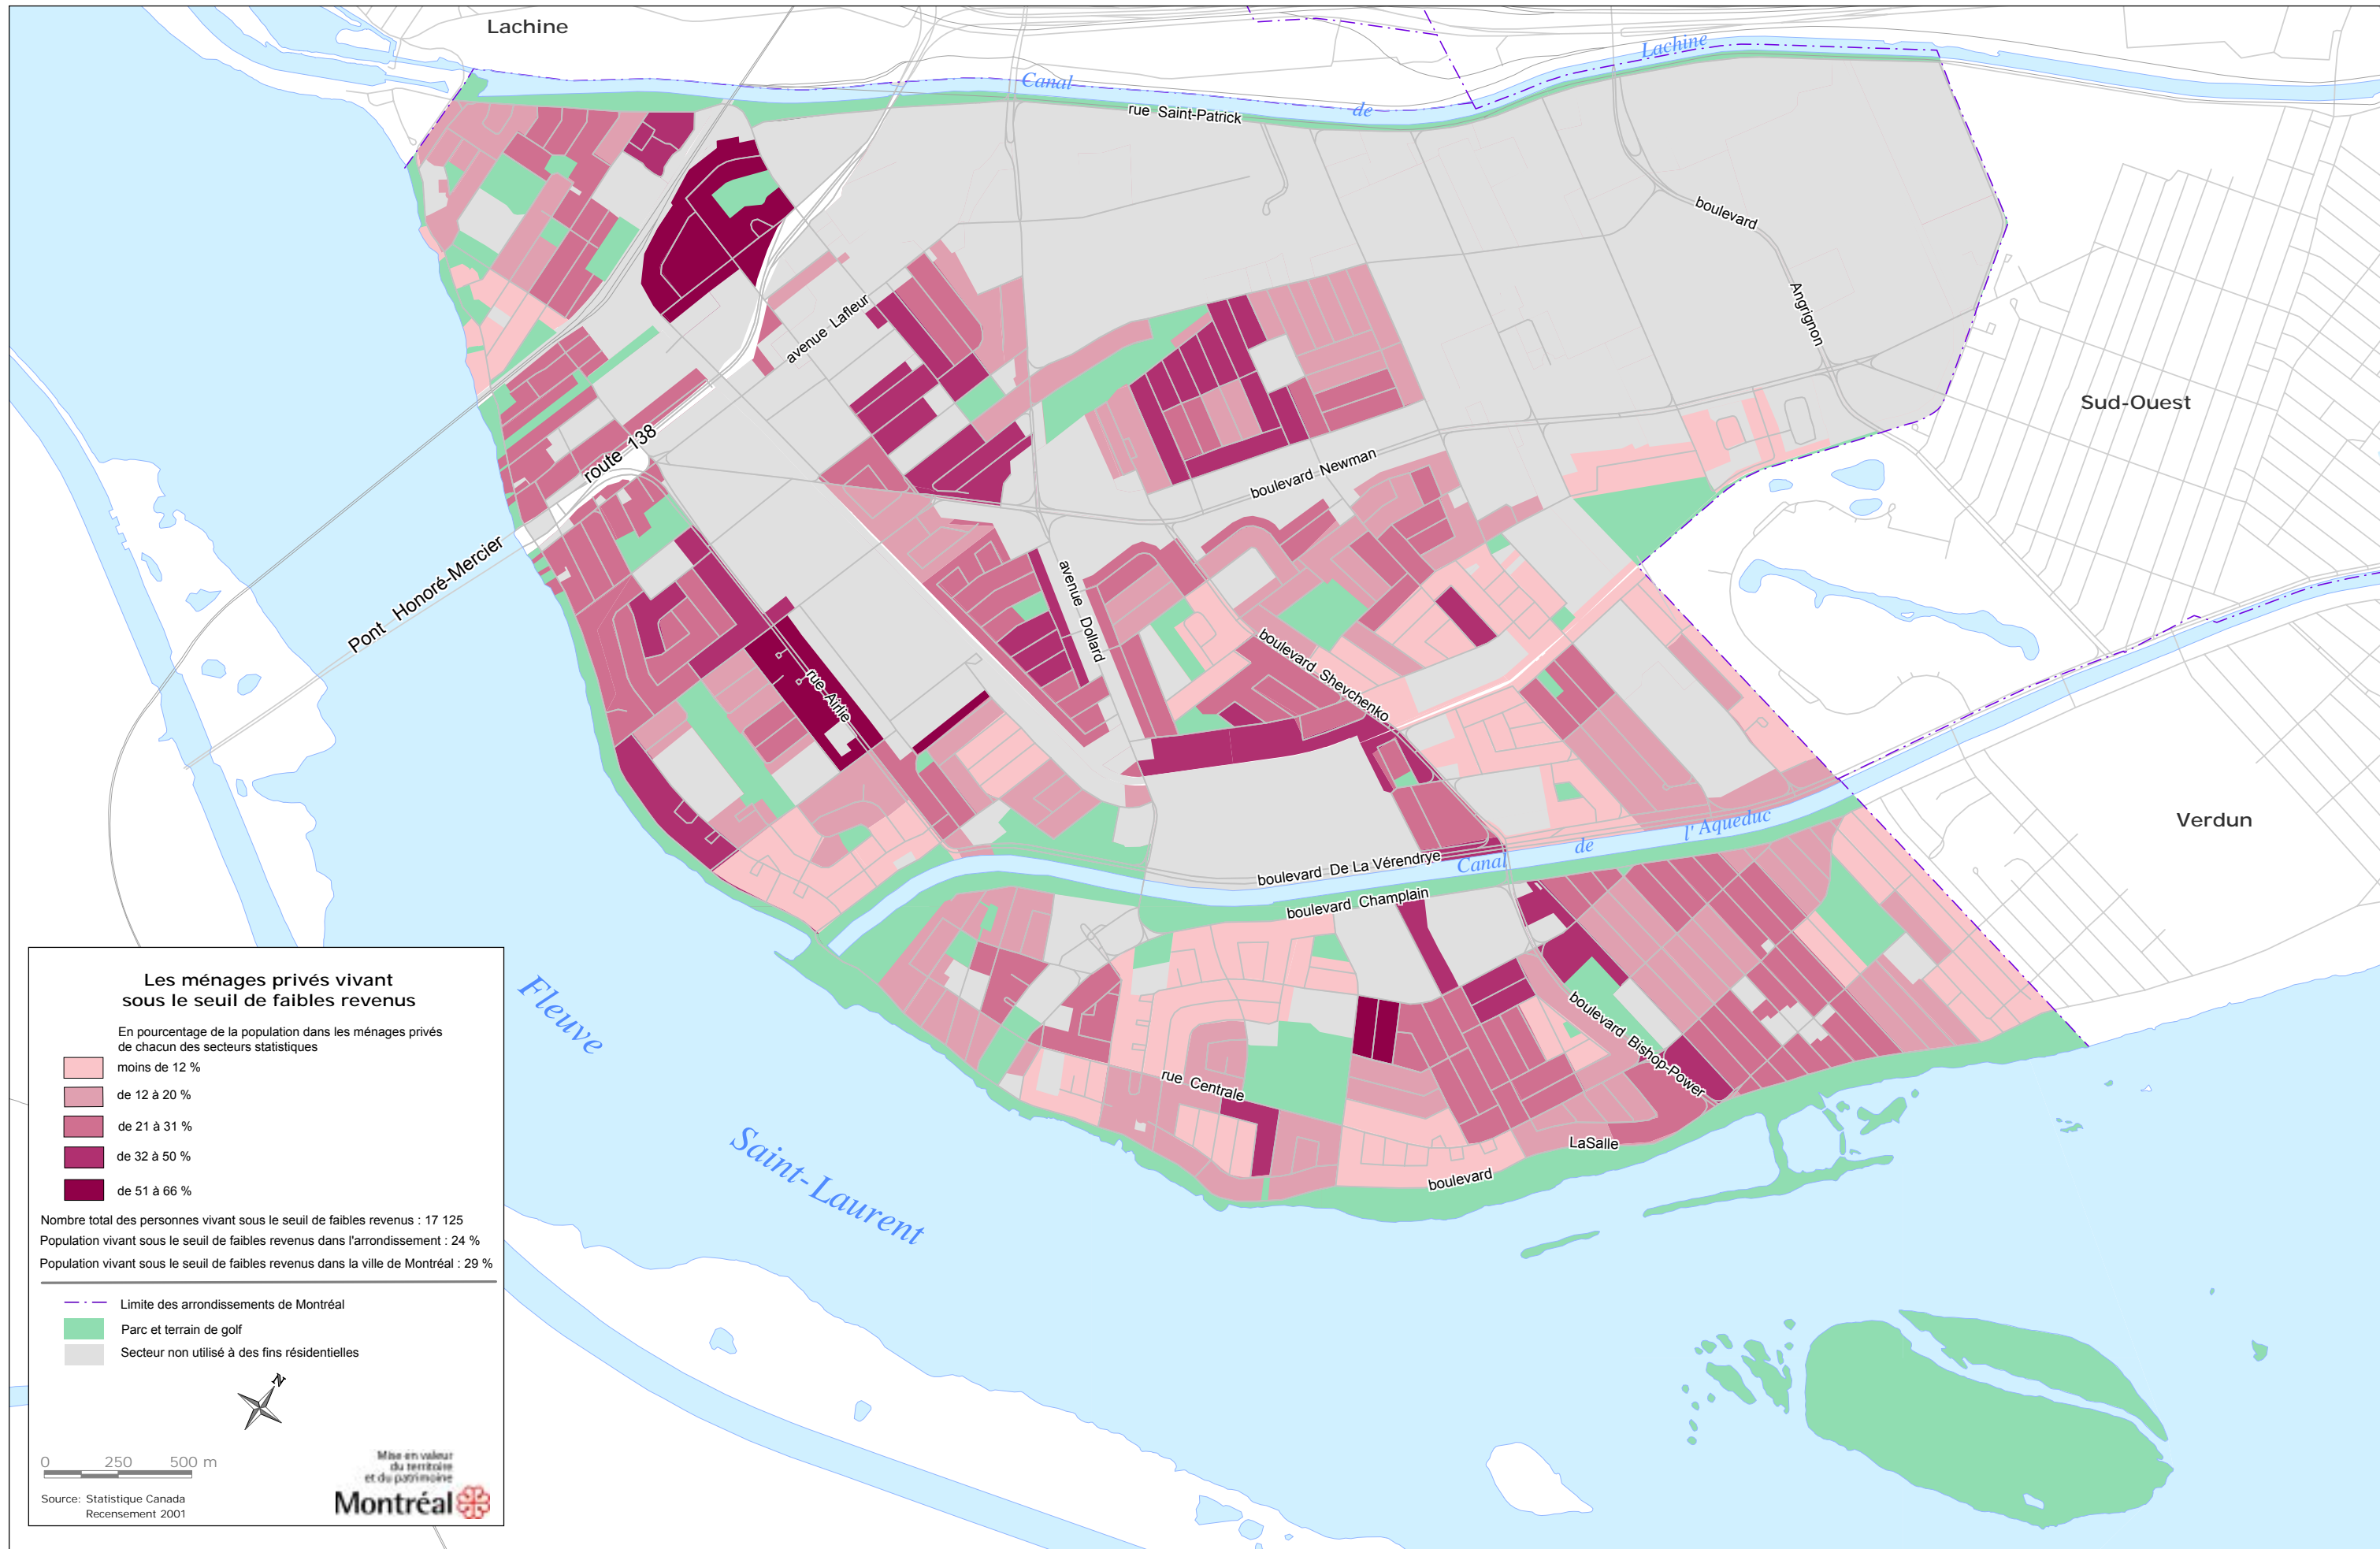 Lachine
Canal
de
Lachine
rue Saint-Patrick
boulevard
Angrignon
avenue Lafleur
Sud-Ouest
route 138
boulevard Newman
Pont Honoré-Mercier
avenue Dollard
boulevard Shevchenko
rue Airlie
Verdun
l'Aqueduc
de
Canal
boulevard De La Vérendrye
boulevard Champlain
boulevard Bishop-Power
rue Centrale
LaSalle
boulevard
Fleuve
Saint-Laurent
Les ménages privés vivant
sous le seuil de faibles revenus
En pourcentage de la population dans les ménages privés
de chacun des secteurs statistiques
moins de 12 %
de 12 à 20 %
de 21 à 31 %
de 32 à 50 %
de 51 à 66 %
Nombre total des personnes vivant sous le seuil de faibles revenus : 17 125
Population vivant sous le seuil de faibles revenus dans l'arrondissement : 24 %
Population vivant sous le seuil de faibles revenus dans la ville de Montréal : 29 %
Limite des arrondissements de Montréal
Parc et terrain de golf
Secteur non utilisé à des fins résidentielles
N
0 250 500 m
Mise en valeur
du territoire
et du patrimoine
Montréal
Source: Statistique Canada
Recensement 2001